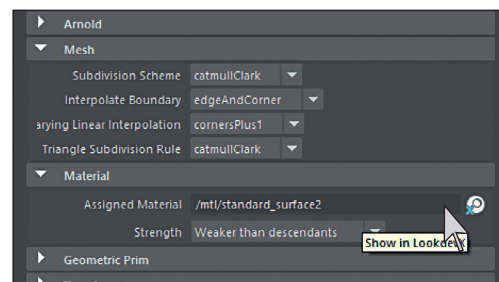 Arnold
Mesh
Subdivision Scheme catmullClark
Interpolate Boundary edgeAndCorner
arying Linear Interpolation cornersPlus1
Triangle Subdivision Rule catmullClark
Material
Assigned Material /mtl/standard_surface2
Strength Weaker than descendants
Show in LookdevX
Geometric Prim